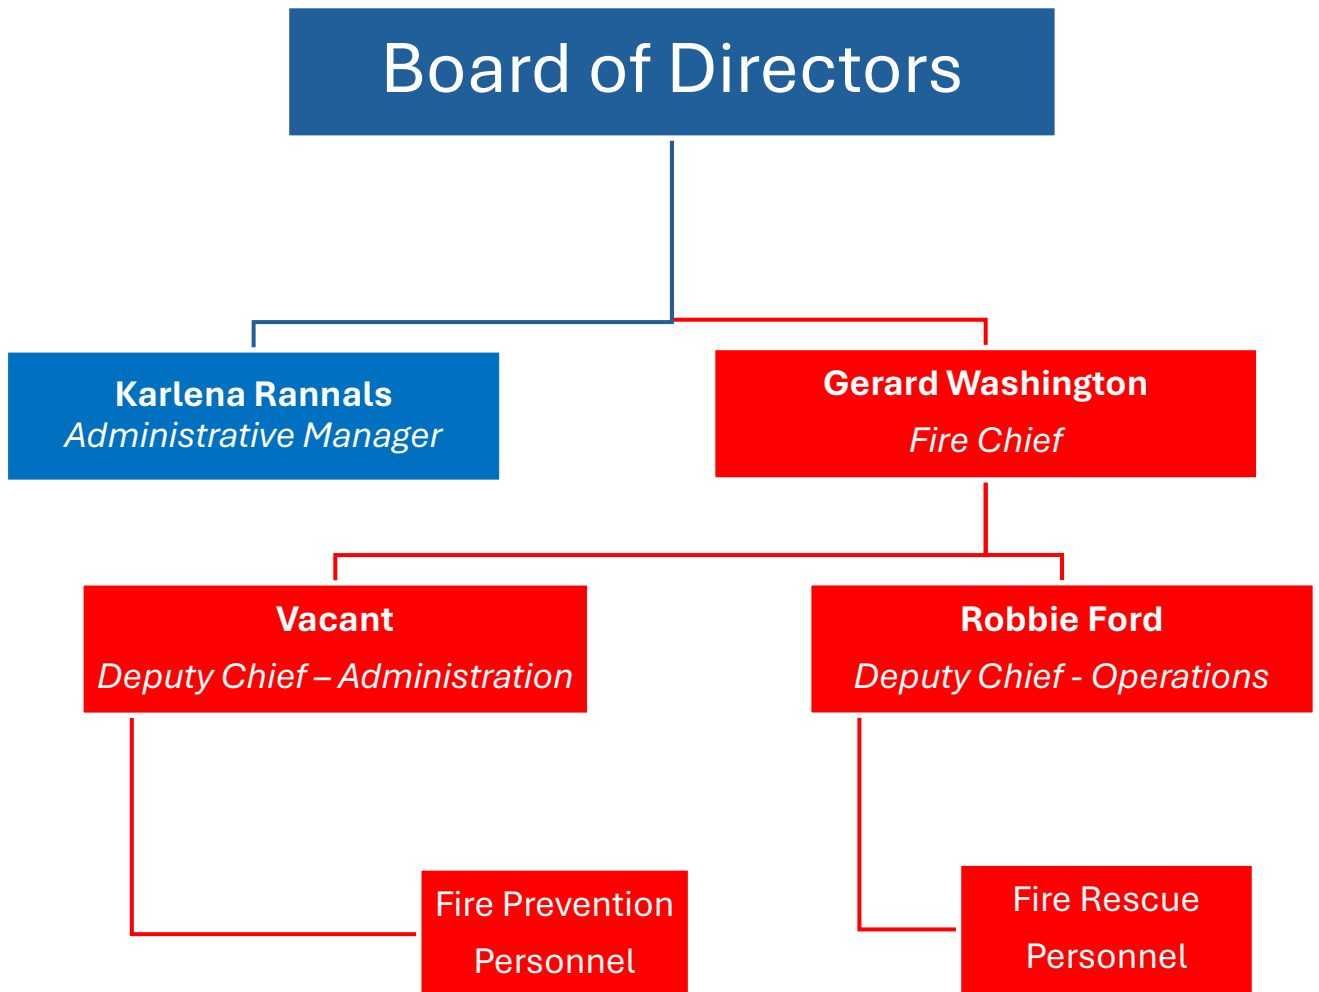 Board of Directors
Karlena Rannals
Administrative Manager
Gerard Washington
Fire Chief
Vacant
Deputy Chief – Administration
Robbie Ford
Deputy Chief - Operations
Fire Prevention
Personnel
Fire Rescue
Personnel